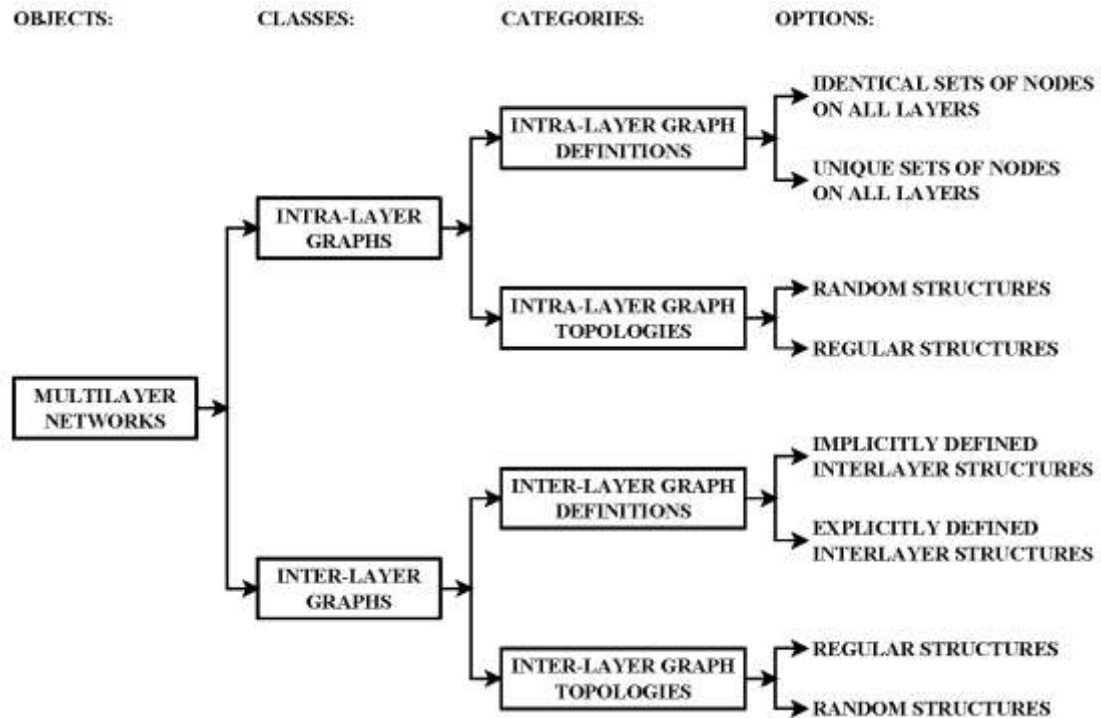 OBJECTS: CLASSES: CATEGORIES: OPTIONS:
IDENTICAL SETS OF NODES
ON ALL LAYERS
INTRA-LAYER GRAPH
DEFINITIONS
UNIQUE SETS OF NODES
ON ALL LAYERS
INTRA-LAYER
GRAPHS
RANDOM STRUCTURES
INTRA-LAYER GRAPH
TOPOLOGIES
REGULAR STRUCTURES
MULTILAYER
NETWORKS
IMPLICITLY DEFINED
INTERLAYER STRUCTURES
INTER-LAYER GRAPH
DEFINITIONS
EXPLICITLY DEFINED
INTERLAYER STRUCTURES
INTER-LAYER
GRAPHS
REGULAR STRUCTURES
INTER-LAYER GRAPH
TOPOLOGIES
RANDOM STRUCTURES